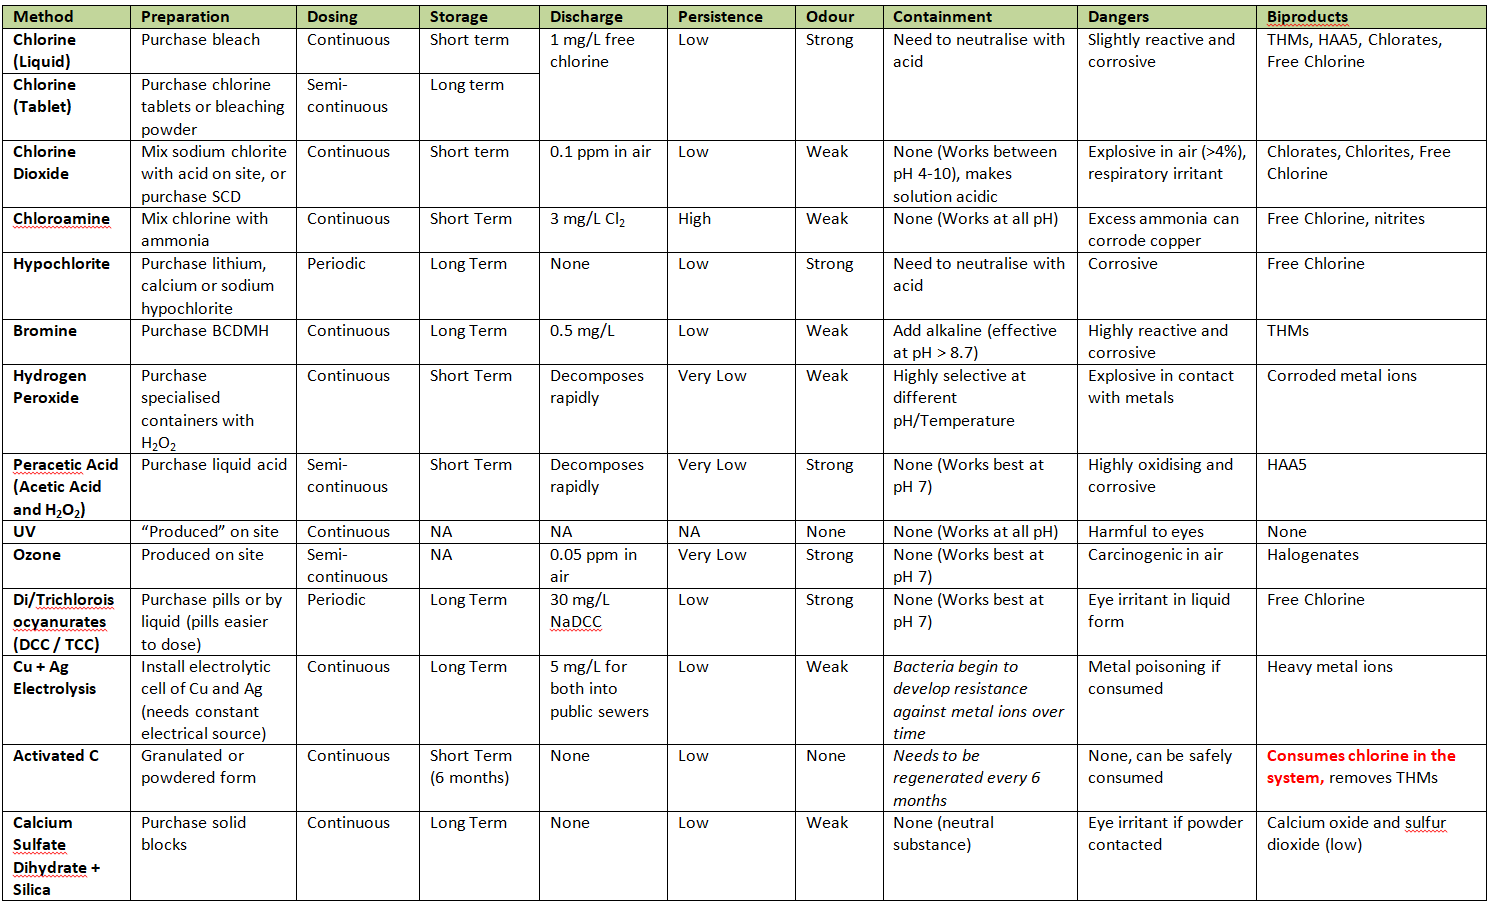 Method Preparation Dosing Storage Discharge Persistence Odour Containment Dangers Biproducts
Chlorine
(Liquid)
Purchase bleach
Continuous
Short term
1 mg/L free
chlorine
Low
Strong
Need to neutralise with
acid
Slightly reactive and
corrosive
THMs, HAA5, Chlorates,
Free Chlorine
Chlorine
(Tablet)
Purchase chlorine
tablets or bleaching
powder
Semi-
continuous
Long term
Chlorine
Dioxide
Mix sodium chlorite
with acid on site, or
purchase SCD
Continuous
Short term
0.1 ppm in air
Low
Weak
None (Works between
pH 4-10), makes
solution acidic
Explosive in air (>4%),
respiratory irritant
Chlorates, Chlorites, Free
Chlorine
Chloroamine
Mix chlorine with
ammonia
Continuous
Short Term
3 mg/L Cl₂
High
Weak
None (Works at all pH)
Excess ammonia can
corrode copper
Free Chlorine, nitrites
Hypochlorite
Purchase lithium,
calcium or sodium
hypochlorite
Periodic
Long Term
None
Low
Strong
Need to neutralise with
acid
Corrosive
Free Chlorine
Bromine
Purchase BCDMH
Continuous
Long Term
0.5 mg/L
Low
Weak
Add alkaline (effective
at pH > 8.7)
Highly reactive and
corrosive
THMs
Hydrogen
Peroxide
Purchase
specialised
containers with
H₂O₂
Continuous
Short Term
Decomposes
rapidly
Very Low
Weak
Highly selective at
different
pH/Temperature
Explosive in contact
with metals
Corroded metal ions
Peracetic Acid
(Acetic Acid
and H₂O₂)
Purchase liquid acid
Semi-
continuous
Short Term
Decomposes
rapidly
Very Low
Strong
None (Works best at
pH 7)
Highly oxidising and
corrosive
HAA5
UV
“Produced” on site
Continuous
NA
NA
NA
None
None (Works at all pH)
Harmful to eyes
None
Ozone
Produced on site
Semi-
continuous
NA
0.05 ppm in
air
Very Low
Strong
None (Works best at
pH 7)
Carcinogenic in air
Halogenates
Di/Trichlorois
ocyanurates
(DCC / TCC)
Purchase pills or by
liquid (pills easier
to dose)
Periodic
Long Term
30 mg/L
NaDCC
Low
Strong
None (Works best at
pH 7)
Eye irritant in liquid
form
Free Chlorine
Cu + Ag
Electrolysis
Install electrolytic
cell of Cu and Ag
(needs constant
electrical source)
Continuous
Long Term
5 mg/L for
both into
public sewers
Low
Weak
Bacteria begin to
develop resistance
against metal ions over
time
Metal poisoning if
consumed
Heavy metal ions
Activated C
Granulated or
powdered form
Continuous
Short Term
(6 months)
None
Low
None
Needs to be
regenerated every 6
months
None, can be safely
consumed
Consumes chlorine in the
system, removes THMs
Calcium
Sulfate
Dihydrate +
Silica
Purchase solid
blocks
Continuous
Long Term
None
Low
Weak
None (neutral
substance)
Eye irritant if powder
contacted
Calcium oxide and sulfur
dioxide (low)